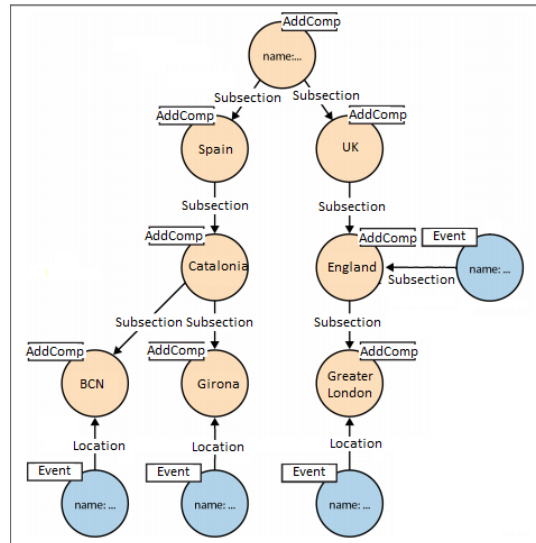 AddComp
name:...
Subsection
Subsection
AddComp
AddComp
Spain
UK
Subsection
Subsection
AddComp
AddComp
Event
Catalonia
England
name: ...
Subsection
Subsection
Subsection
Subsection
AddComp
AddComp
AddComp
BCN
Girona
Greater
London
Location
Location
Location
Event
Event
Event
name: ...
name: ...
name: ...